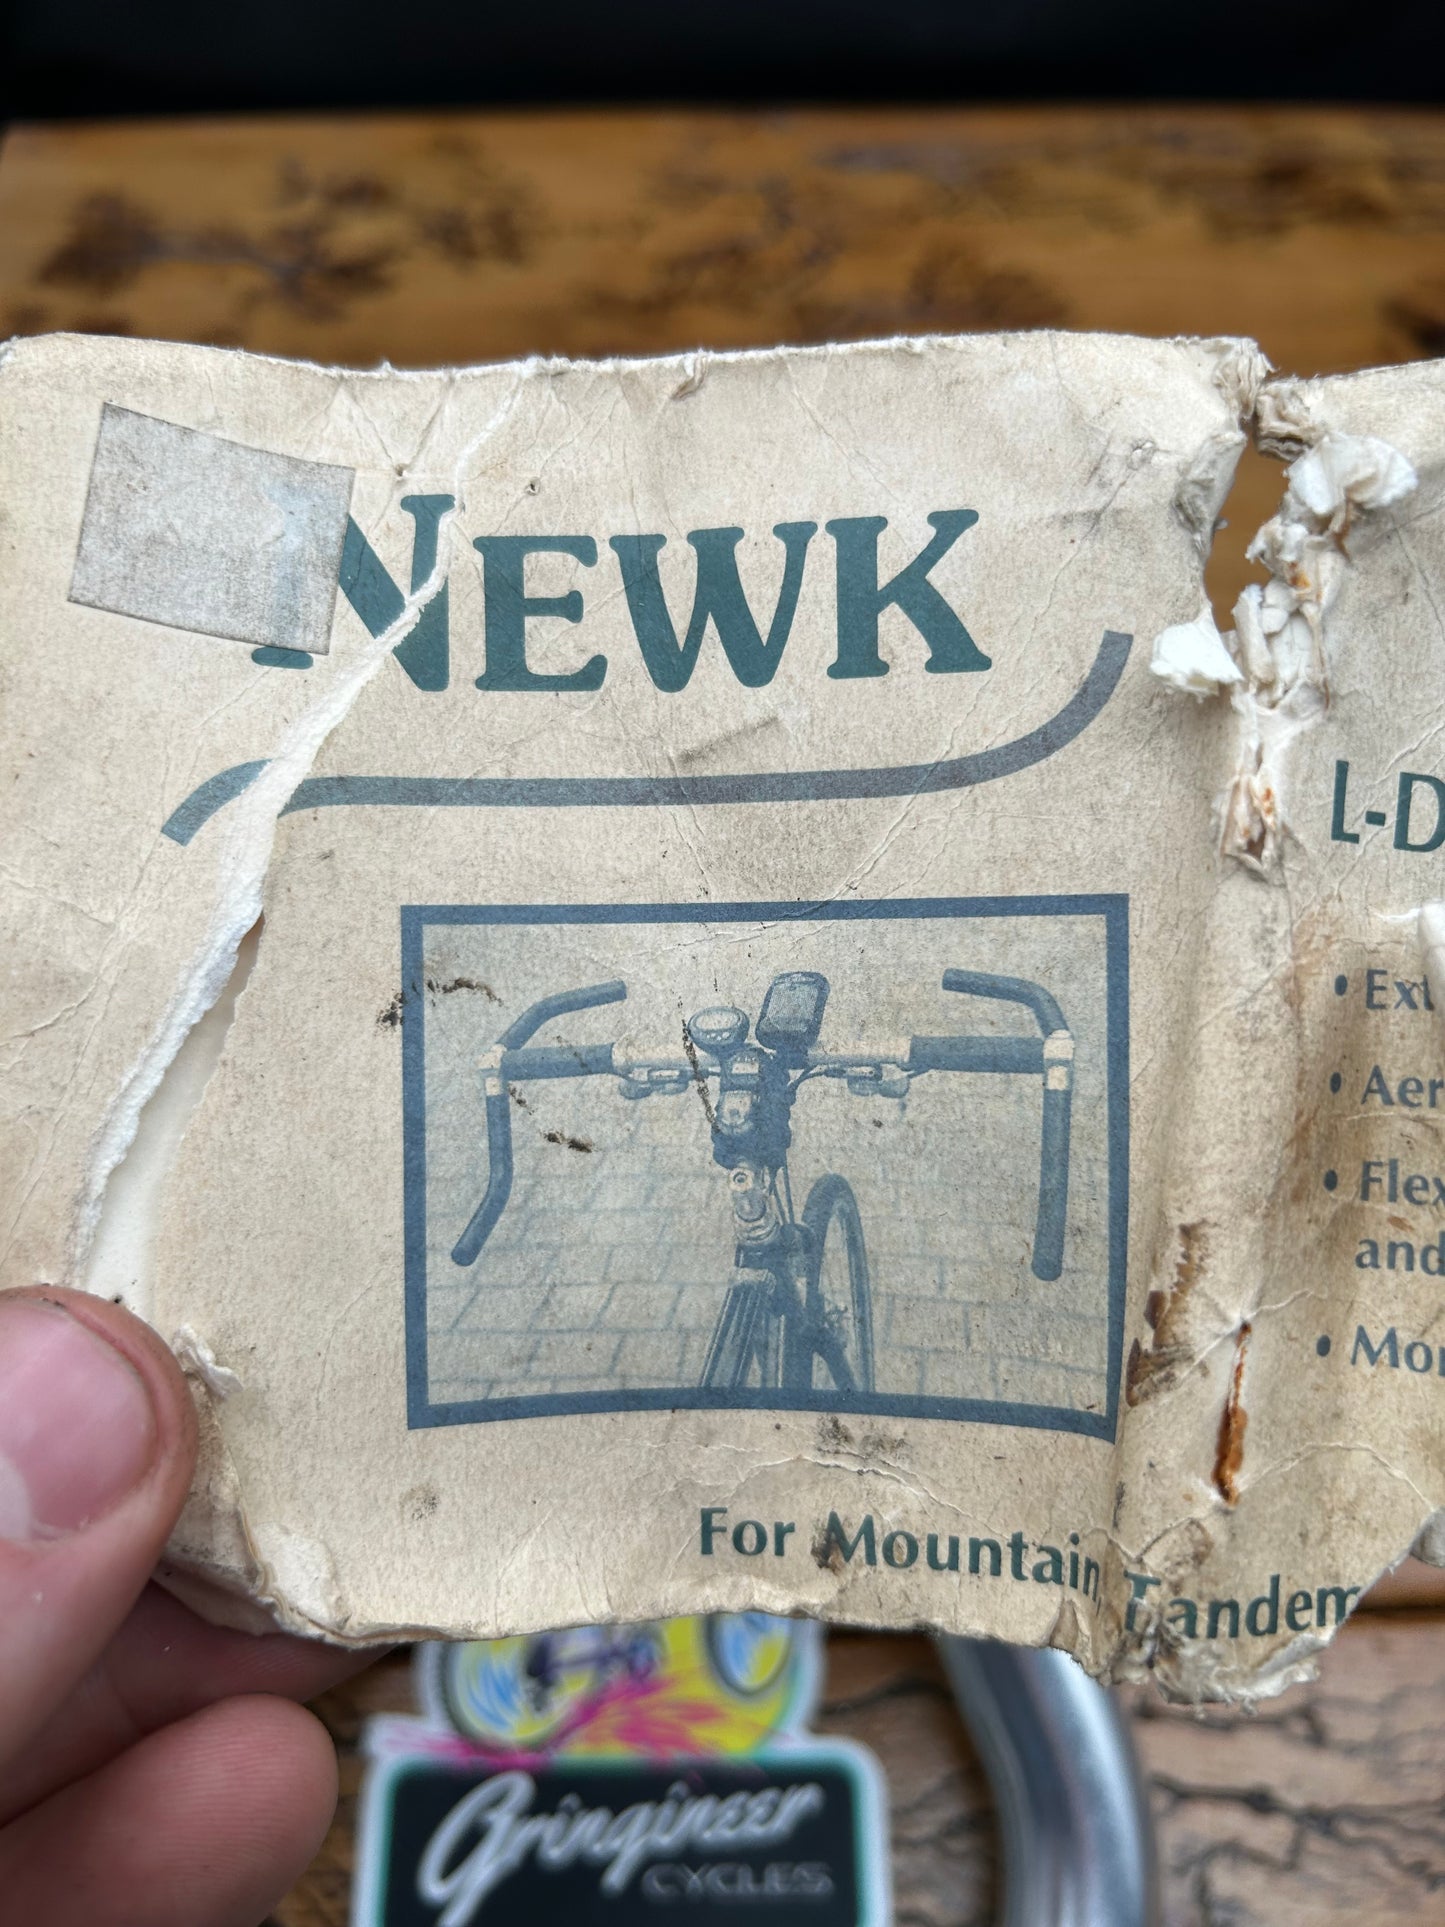 NEWK
L-D
• Ext
• Aer
• Flex
and
• Mor
For Mountain, Tandem
Gringineer
CYCLES